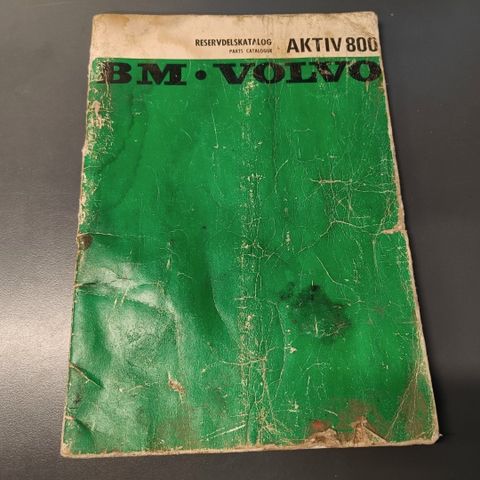 RESERVDELSKATALOG AKTIV 800
PARTS CATALOGUE
BM · VOLVO